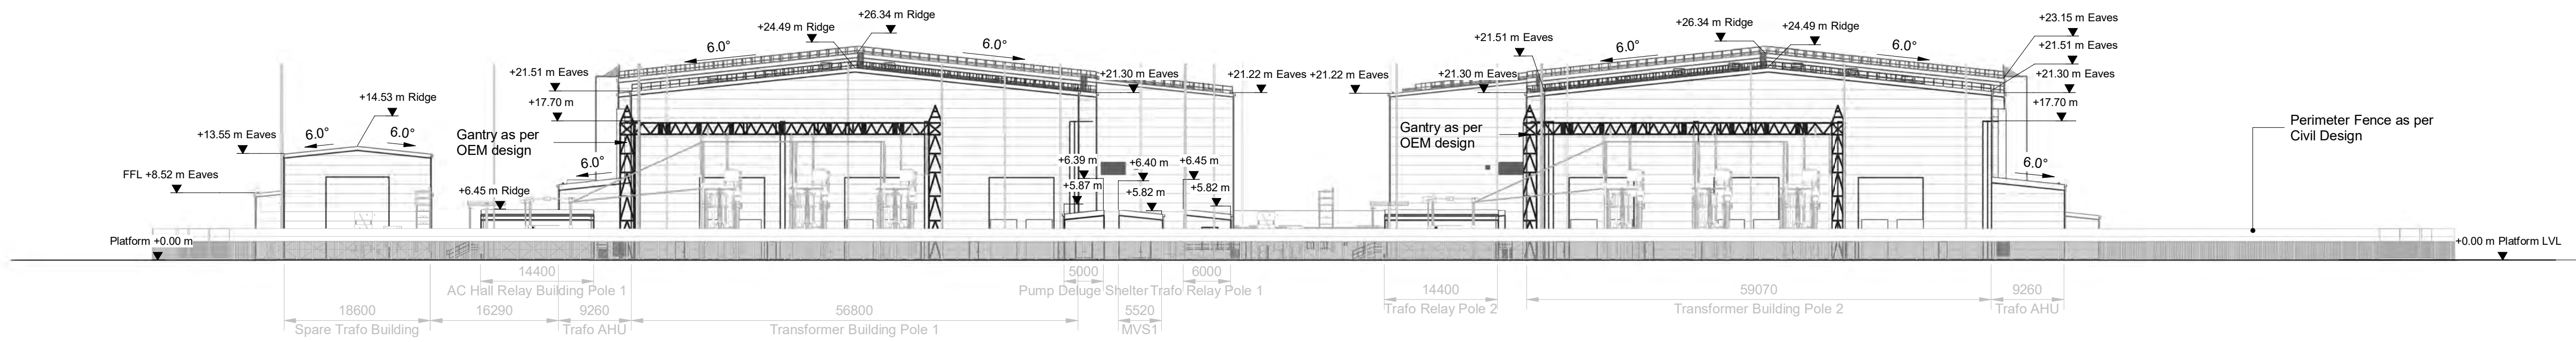 +26.34 m Ridge
+24.49 m Ridge
6.0°
6.0°
+21.51 m Eaves
+17.70 m
+14.53 m Ridge
+13.55 m Eaves
6.0°
6.0°
FFL +8.52 m Eaves
Gantry as per
OEM design
6.0°
+6.45 m Ridge
+21.30 m Eaves
+21.22 m Eaves
+6.39 m
+6.40 m
+6.45 m
+5.87 m
+5.82 m
+5.82 m
+26.34 m Ridge
+24.49 m Ridge
+23.15 m Eaves
+21.51 m Eaves
+21.51 m Eaves
6.0°
6.0°
+21.22 m Eaves
+21.30 m Eaves
+21.30 m Eaves
+17.70 m
Gantry as per
OEM design
6.0°
Perimeter Fence as per
Civil Design
Platform +0.00 m
+0.00 m Platform LVL
14400
AC Hall Relay Building Pole 1
5000
Pump Deluge Shelter
6000
Trafo Relay Pole 1
14400
Trafo Relay Pole 2
59070
Transformer Building Pole 2
9260
Trafo AHU
18600
Spare Trafo Building
16290
9260
Trafo AHU
56800
Transformer Building Pole 1
5520
MVS1